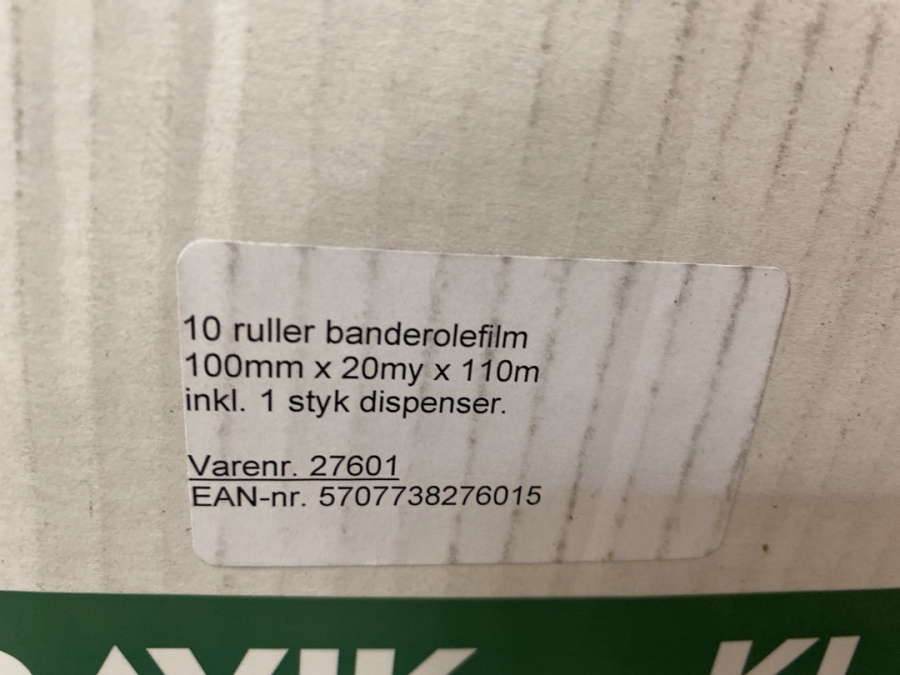 10 ruller banderolefilm
100mm x 20my x 110m
inkl. 1 styk dispenser.
Varenr. 27601
EAN-nr. 5707738276015